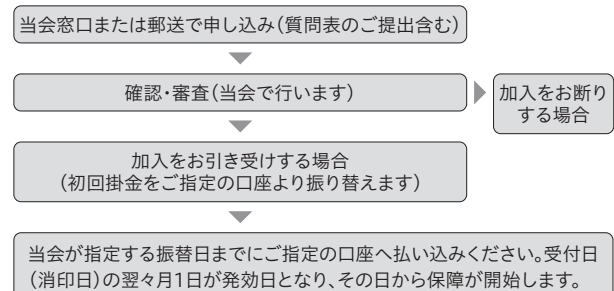 当会窓口または郵送で申し込み(質問表のご提出含む)
確認・審査(当会で行います)
加入をお断り
する場合
加入をお引き受けする場合
(初回掛金をご指定の口座より振り替えます)
当会が指定する振替日までにご指定の口座へ払い込みください。受付日
(消印日)の翌々月1日が発効日となり、その日から保障が開始します。